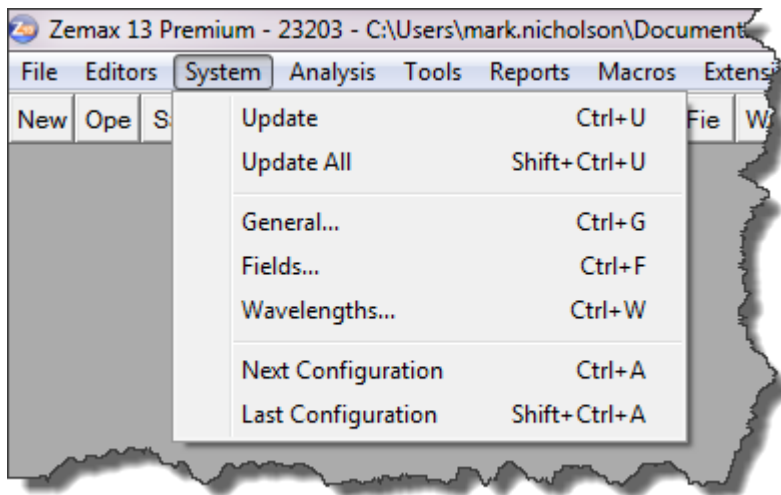 Zemax 13 Premium - 23203 - C:\Users\mark.nicholson\Document
File Editors System Analysis Tools Reports Macros Extens
New Ope Fie
Update Ctrl+U
Update All Shift+Ctrl+U
General... Ctrl+G
Fields... Ctrl+F
Wavelengths... Ctrl+W
Next Configuration Ctrl+A
Last Configuration Shift+Ctrl+A